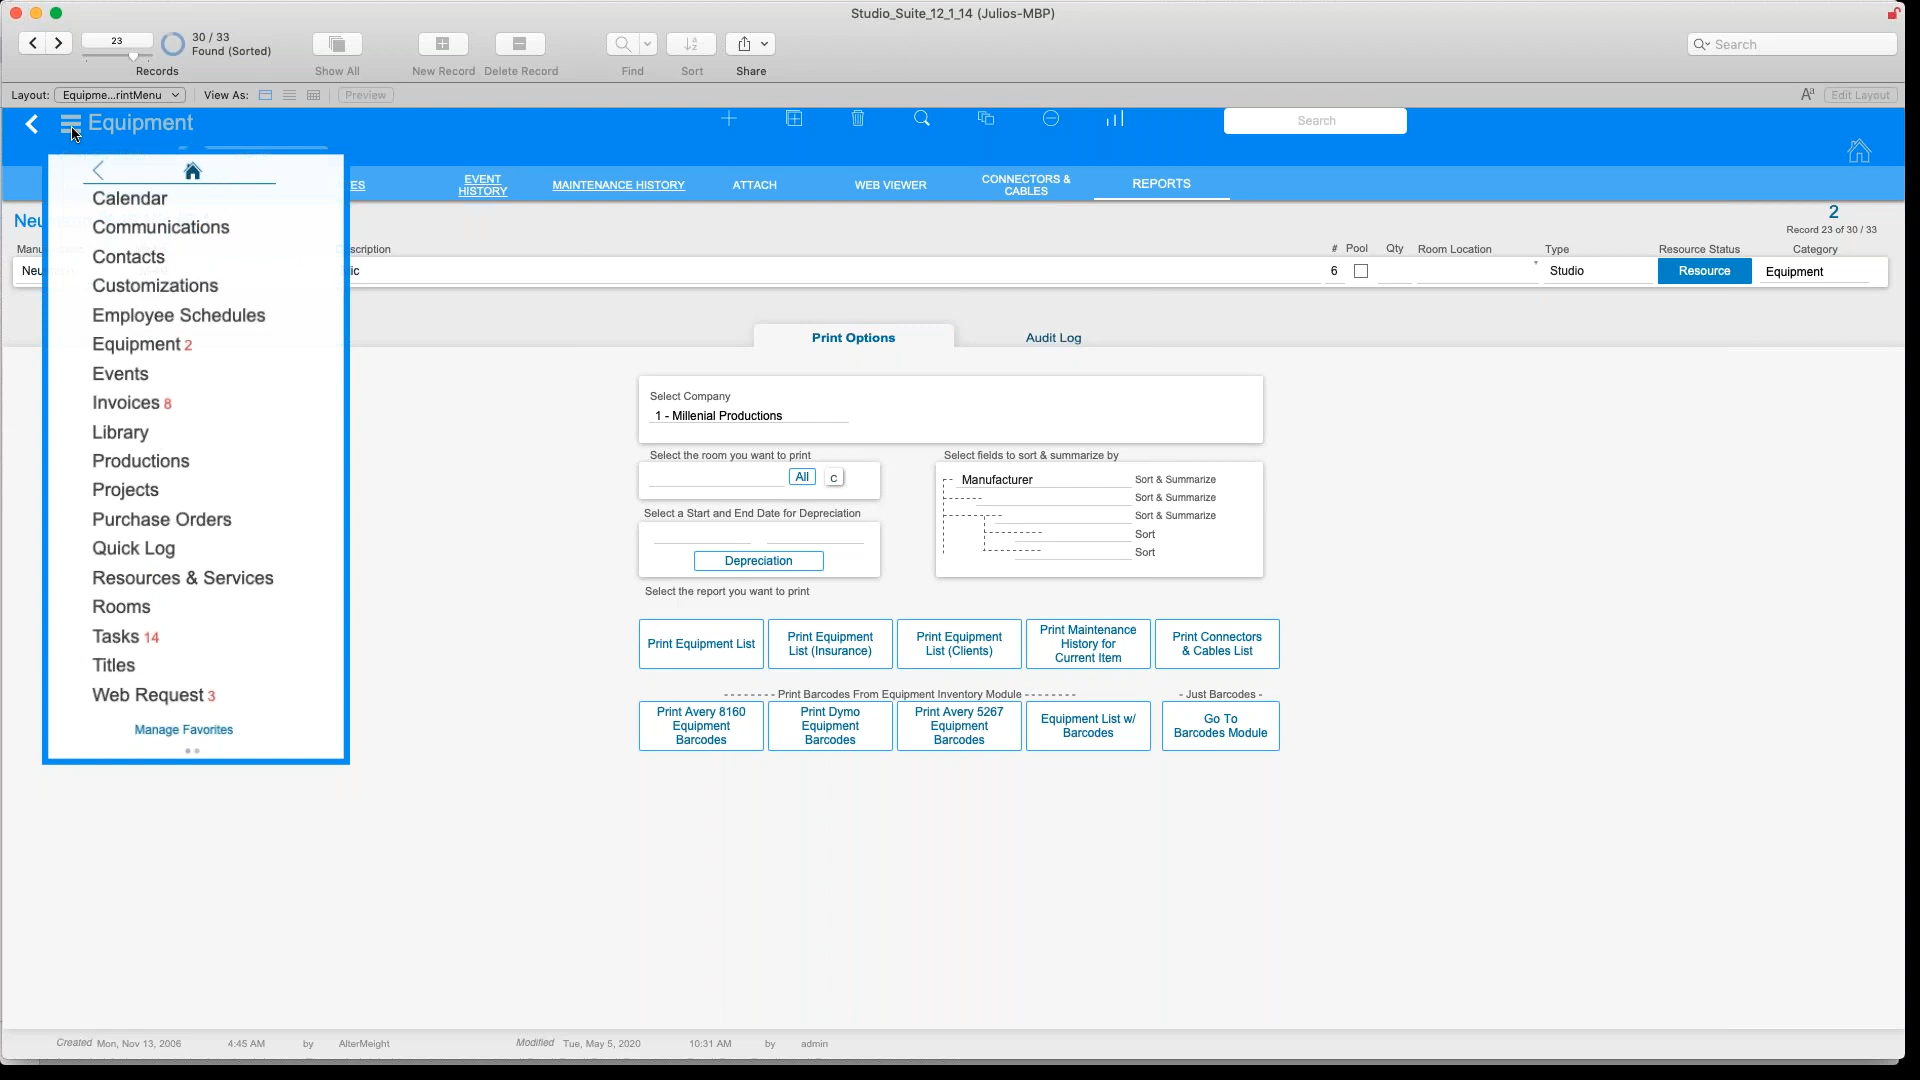 Studio_Suite_12_1_14 (Julios-MBP)
23
30 / 33
Found (Sorted)
Search
Records
Show All
New Record
Delete Record
Find
Sort
Share
Layout:
Equipme...rintMenu
View As:
Preview
Aa
Edit Layout
Equipment
Search
ES
EVENT
HISTORY
MAINTENANCE HISTORY
ATTACH
WEB VIEWER
CONNECTORS &
CABLES
REPORTS
2
Record 23 of 30 / 33
Neu
Manu
scription
# Pool Qty Room Location Type Resource Status Category
Neu
ic
6
Studio
Resource
Equipment
Calendar
Communications
Contacts
Customizations
Employee Schedules
Equipment 2
Events
Invoices 8
Library
Productions
Projects
Purchase Orders
Quick Log
Resources & Services
Rooms
Tasks 14
Titles
Web Request 3
Manage Favorites
Print Options
Audit Log
Select Company
1 - Millenial Productions
Select the room you want to print
All
c
Select fields to sort & summarize by
Manufacturer
Sort & Summarize
Sort & Summarize
Sort & Summarize
Sort
Sort
Select a Start and End Date for Depreciation
Depreciation
Select the report you want to print
Print Equipment List
Print Equipment
List (Insurance)
Print Equipment
List (Clients)
Print Maintenance
History for
Current Item
Print Connectors
& Cables List
- - - - - - - - Print Barcodes From Equipment Inventory Module - - - - - - - -
- Just Barcodes -
Print Avery 8160
Equipment
Barcodes
Print Dymo
Equipment
Barcodes
Print Avery 5267
Equipment
Barcodes
Equipment List w/
Barcodes
Go To
Barcodes Module
Created Mon, Nov 13, 2006 4:45 AM by AlterMeight
Modified Tue, May 5, 2020 10:31 AM by admin